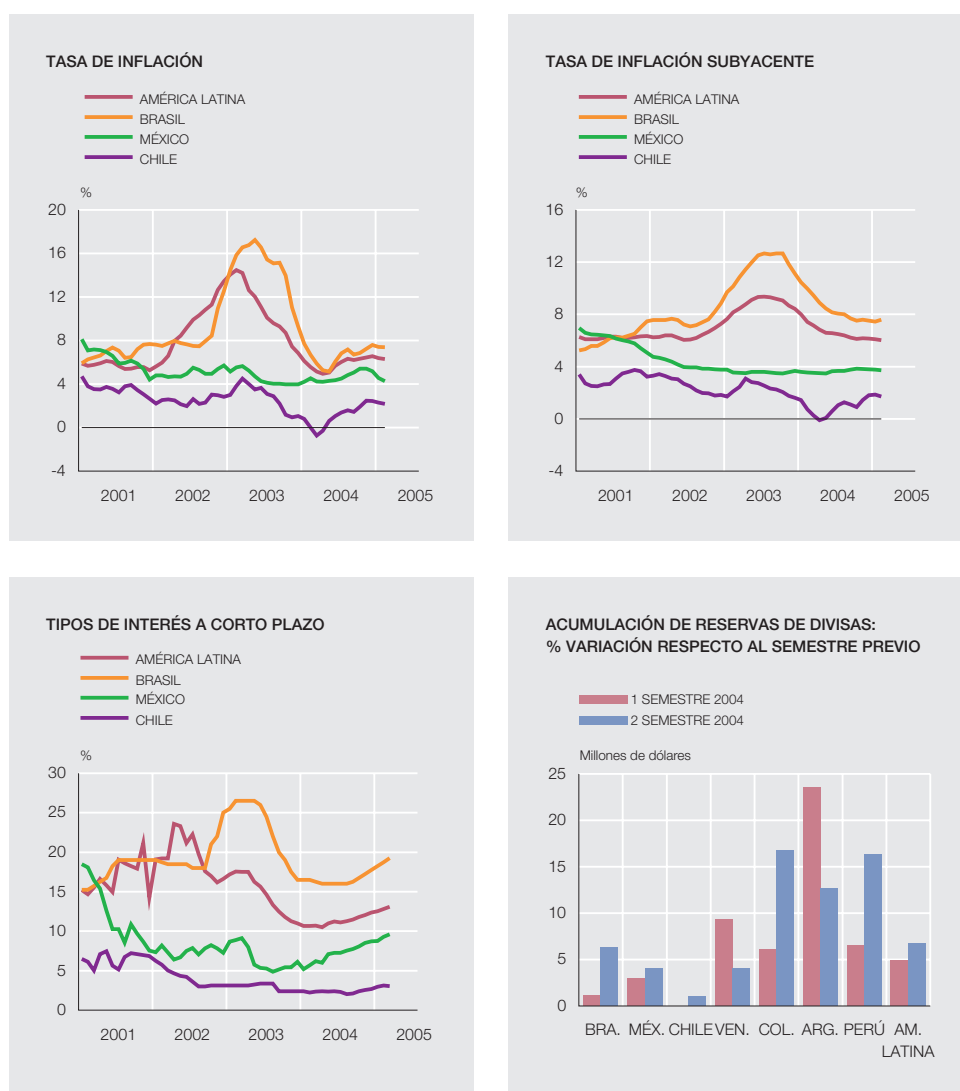 TASA DE INFLACIÓN
AMÉRICA LATINA
BRASIL
MÉXICO
CHILE
%
20
16
12
8
4
0
-4
2001 2002 2003 2004 2005
TASA DE INFLACIÓN SUBYACENTE
AMÉRICA LATINA
BRASIL
MÉXICO
CHILE
%
16
12
8
4
0
-4
2001 2002 2003 2004 2005
TIPOS DE INTERÉS A CORTO PLAZO
AMÉRICA LATINA
BRASIL
MÉXICO
CHILE
%
30
25
20
15
10
5
0
2001 2002 2003 2004 2005
ACUMULACIÓN DE RESERVAS DE DIVISAS:
% VARIACIÓN RESPECTO AL SEMESTRE PREVIO
1 SEMESTRE 2004
2 SEMESTRE 2004
Millones de dólares
25
20
15
10
5
0
BRA. MÉX. CHILE VEN. COL. ARG. PERÚ AM.
LATINA